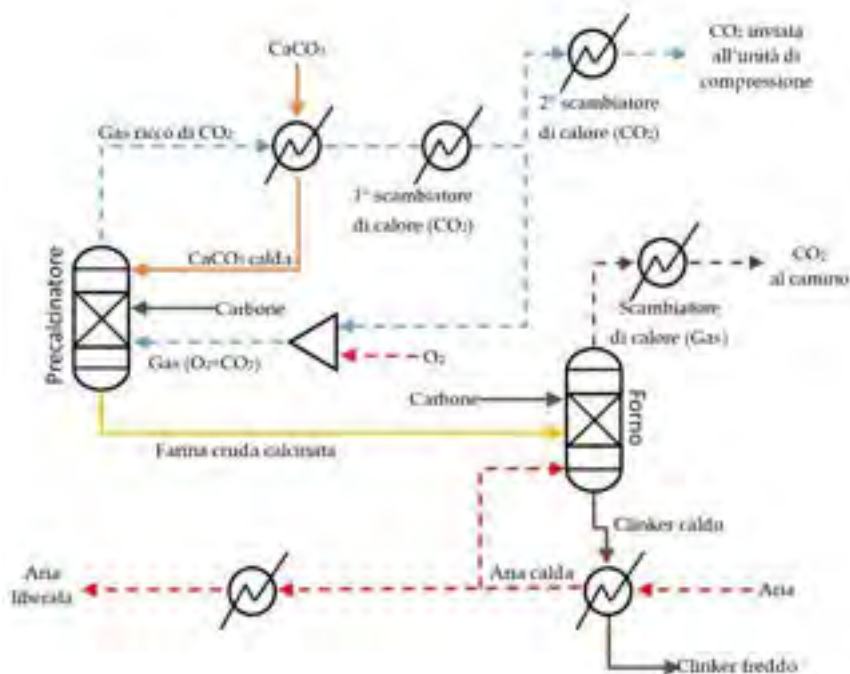 CaCO₃
CO₂ inviata
all'unità di
compressione
Gas ricco di CO₂
2° scambiatore
di calore (CO₂)
1° scambiatore
di calore (CO₂)
CaCO₃ calda
CO₂
al camino
Precalcinatore
Carbone
Scambiatore
di calore (Gas)
Gas (O₂+CO₂)
O₂
Carbone
Forno
Farina cruda calcinata
Clinker caldo
Aria
liberata
Aria calda
Aria
Clinker freddo